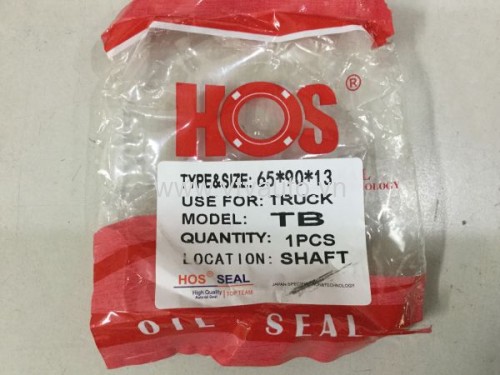 HOS®
TYPE&SIZE: 65*90*13
USE FOR: TRUCK
MODEL: TB
QUANTITY: 1PCS
LOCATION: SHAFT
HOS® SEAL
High Quality
OIL SEAL